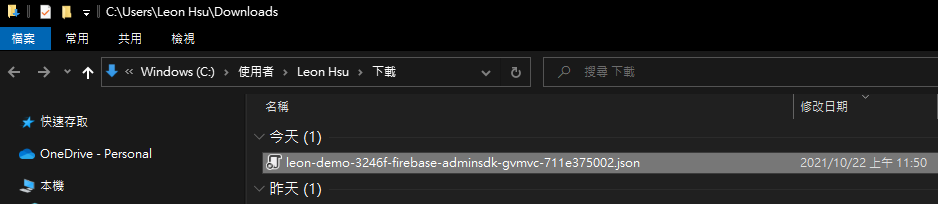 C:\Users\Leon Hsu\Downloads
檔案 常用 共用 檢視
Windows (C:) 使用者 Leon Hsu 下載 搜尋 下載
名稱 修改日期
快速存取 今天 (1)
OneDrive - Personal leon-demo-3246f-firebase-adminsdk-gvmvc-711e375002.json 2021/10/22 上午 11:50
本機 昨天 (1)